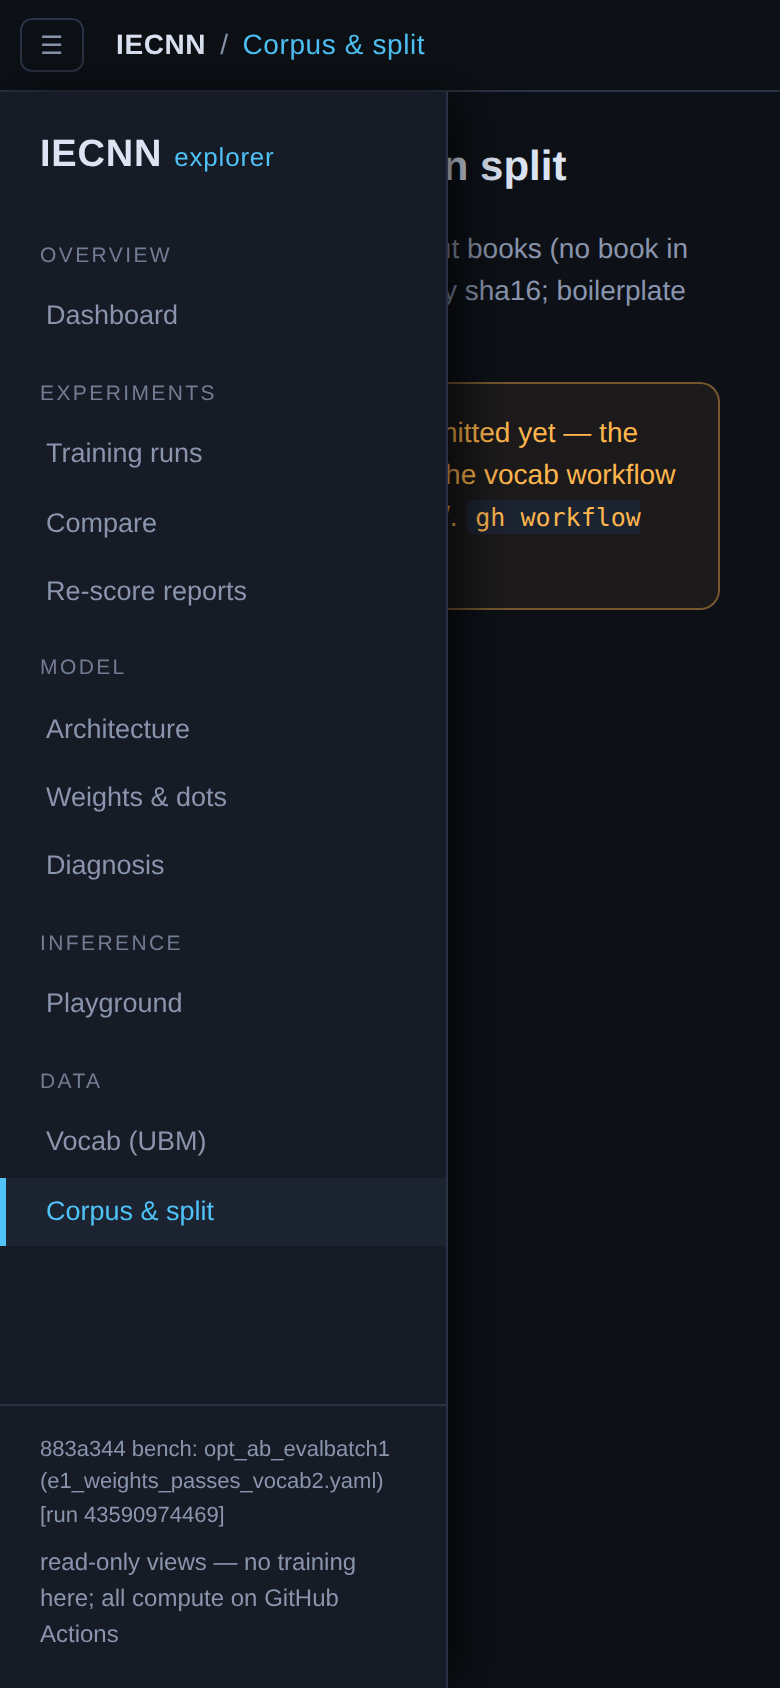 ☰ IECNN / Corpus & split
IECNN explorer
OVERVIEW
Dashboard
EXPERIMENTS
Training runs
Compare
Re-score reports
MODEL
Architecture
Weights & dots
Diagnosis
INFERENCE
Playground
DATA
Vocab (UBM)
Corpus & split
883a344 bench: opt_ab_evalbatch1
(e1_weights_passes_vocab2.yaml)
[run 43590974469]
read-only views — no training
here; all compute on GitHub
Actions
split
books (no book in
sha16; boilerplate
yet — the
vocab workflow
gh workflow